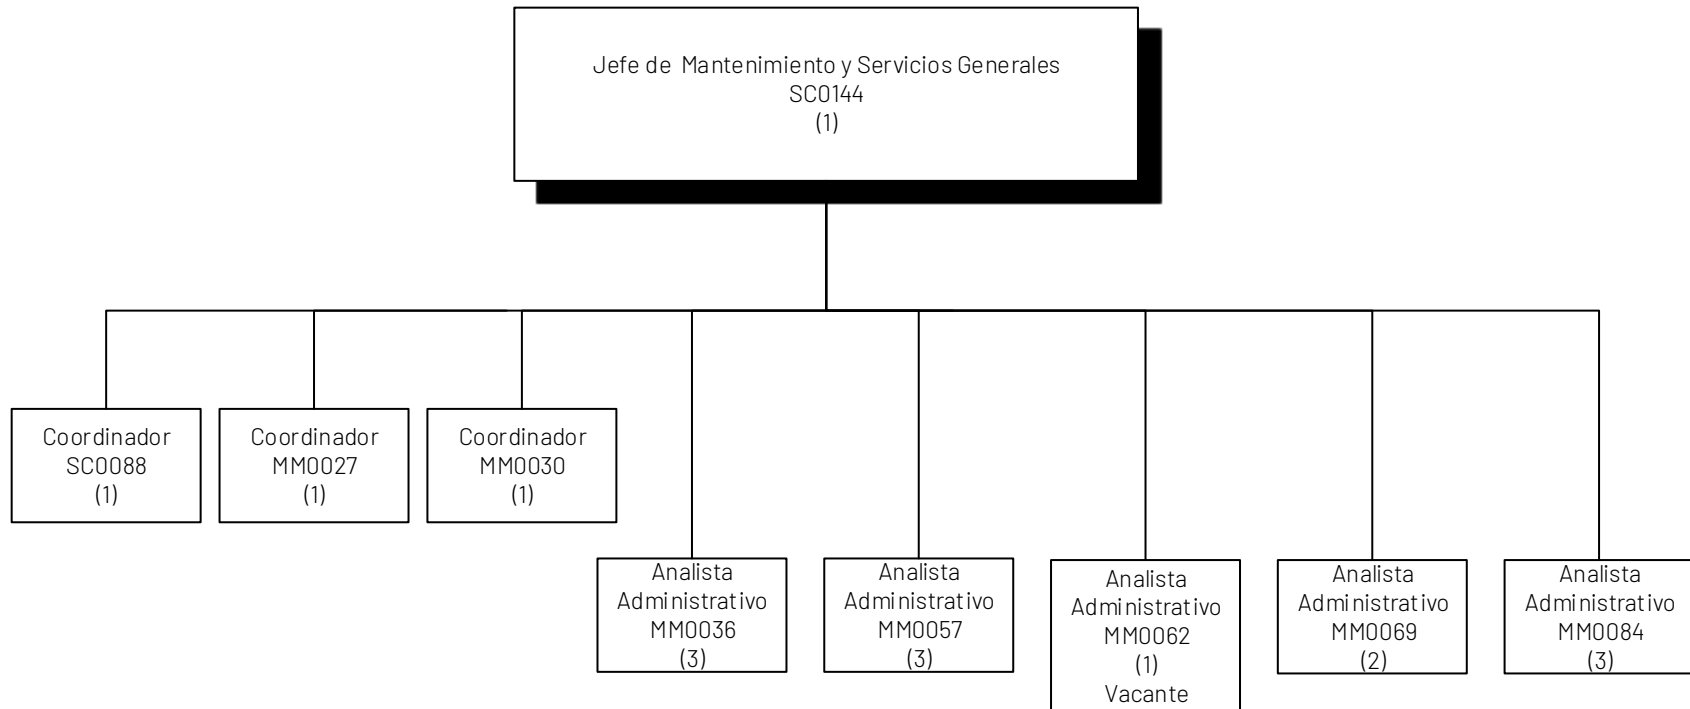 Jefe de Mantenimiento y Servicios Generales
SC0144
(1)
Coordinador
SC0088
(1)
Coordinador
MM0027
(1)
Coordinador
MM0030
(1)
Analista
Administrativo
MM0036
(3)
Analista
Administrativo
MM0057
(3)
Analista
Administrativo
MM0062
(1)
Vacante
Analista
Administrativo
MM0069
(2)
Analista
Administrativo
MM0084
(3)